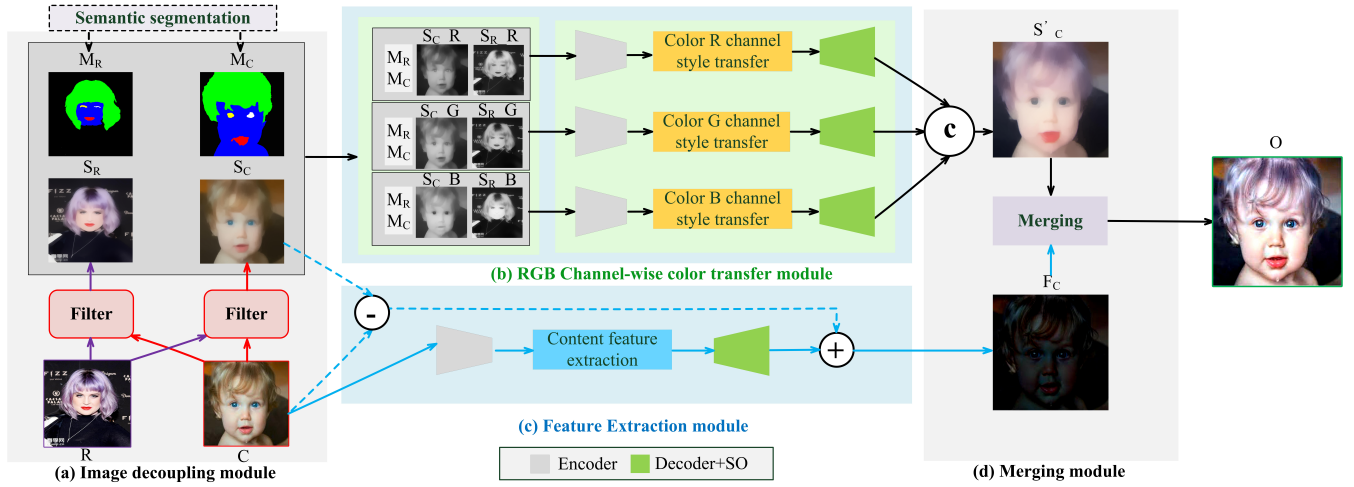 Semantic segmentation
M_R
M_C
S_R
S_C
Filter
Filter
R
C
(a) Image decoupling module
S_C R
S_R R
M_R
M_C
S_C G
S_R G
M_R
M_C
S_C B
S_R B
M_R
M_C
Color R channel
style transfer
Color G channel
style transfer
Color B channel
style transfer
c
(b) RGB Channel-wise color transfer module
-
Content feature
extraction
+
(c) Feature Extraction module
Encoder
Decoder+SO
S'_C
Merging
F_C
(d) Merging module
O
FIZZ